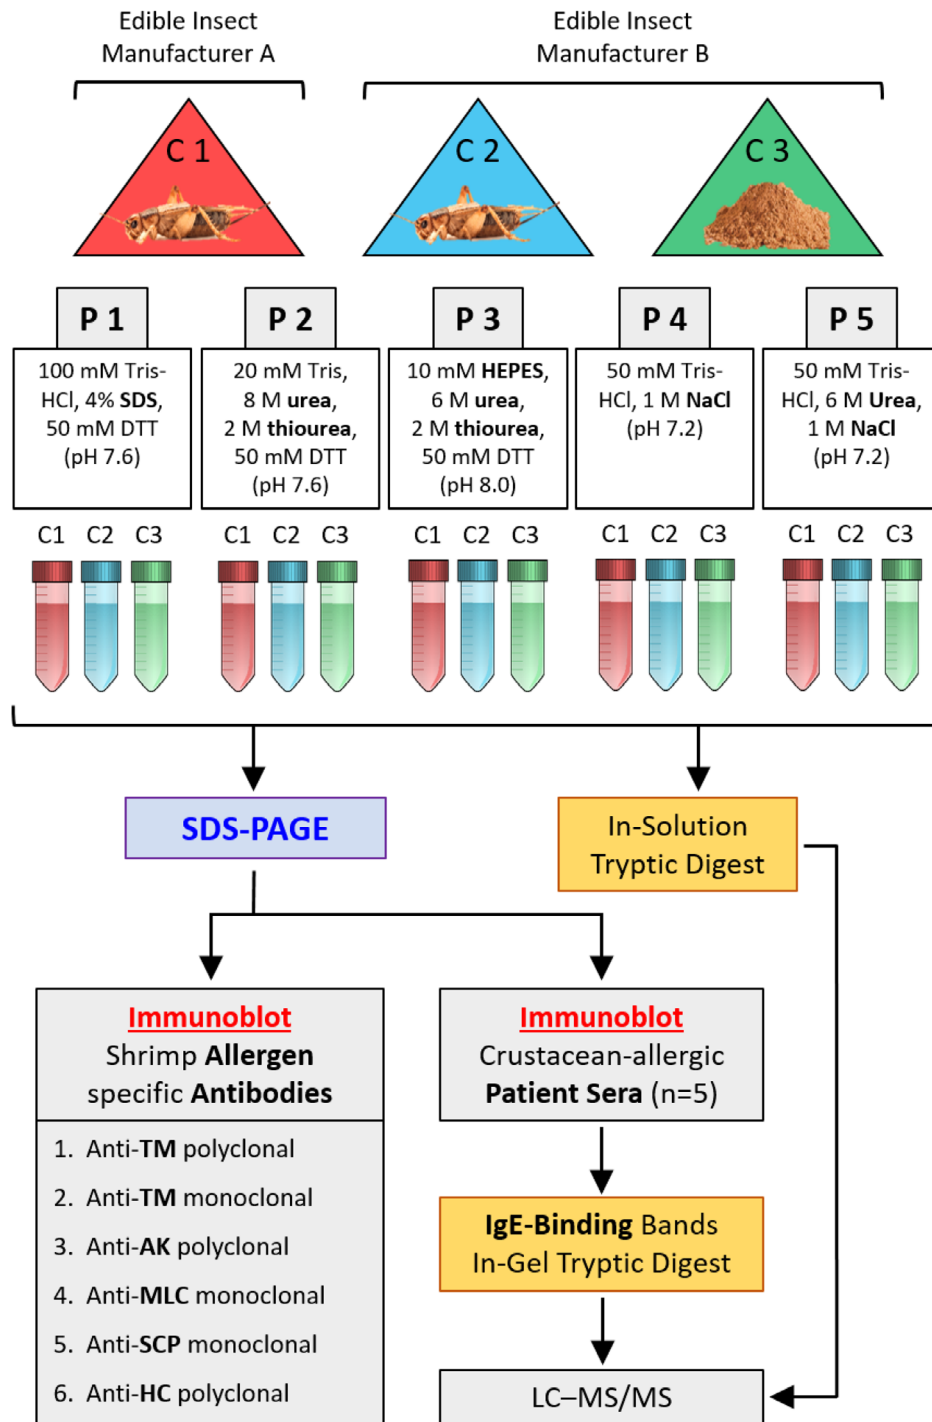 Edible Insect
Manufacturer A
Edible Insect
Manufacturer B
C 1
C 2
C 3
P 1
100 mM Tris-
HCl, 4% SDS,
50 mM DTT
(pH 7.6)
P 2
20 mM Tris,
8 M urea,
2 M thiourea,
50 mM DTT
(pH 7.6)
P 3
10 mM HEPES,
6 M urea,
2 M thiourea,
50 mM DTT
(pH 8.0)
P 4
50 mM Tris-
HCl, 1 M NaCl
(pH 7.2)
P 5
50 mM Tris-
HCl, 6 M Urea,
1 M NaCl
(pH 7.2)
C1 C2 C3
C1 C2 C3
C1 C2 C3
C1 C2 C3
C1 C2 C3
SDS-PAGE
In-Solution
Tryptic Digest
Immunoblot
Shrimp Allergen
specific Antibodies
1. Anti-TM polyclonal
2. Anti-TM monoclonal
3. Anti-AK polyclonal
4. Anti-MLC monoclonal
5. Anti-SCP monoclonal
6. Anti-HC polyclonal
Immunoblot
Crustacean-allergic
Patient Sera (n=5)
IgE-Binding Bands
In-Gel Tryptic Digest
LC–MS/MS